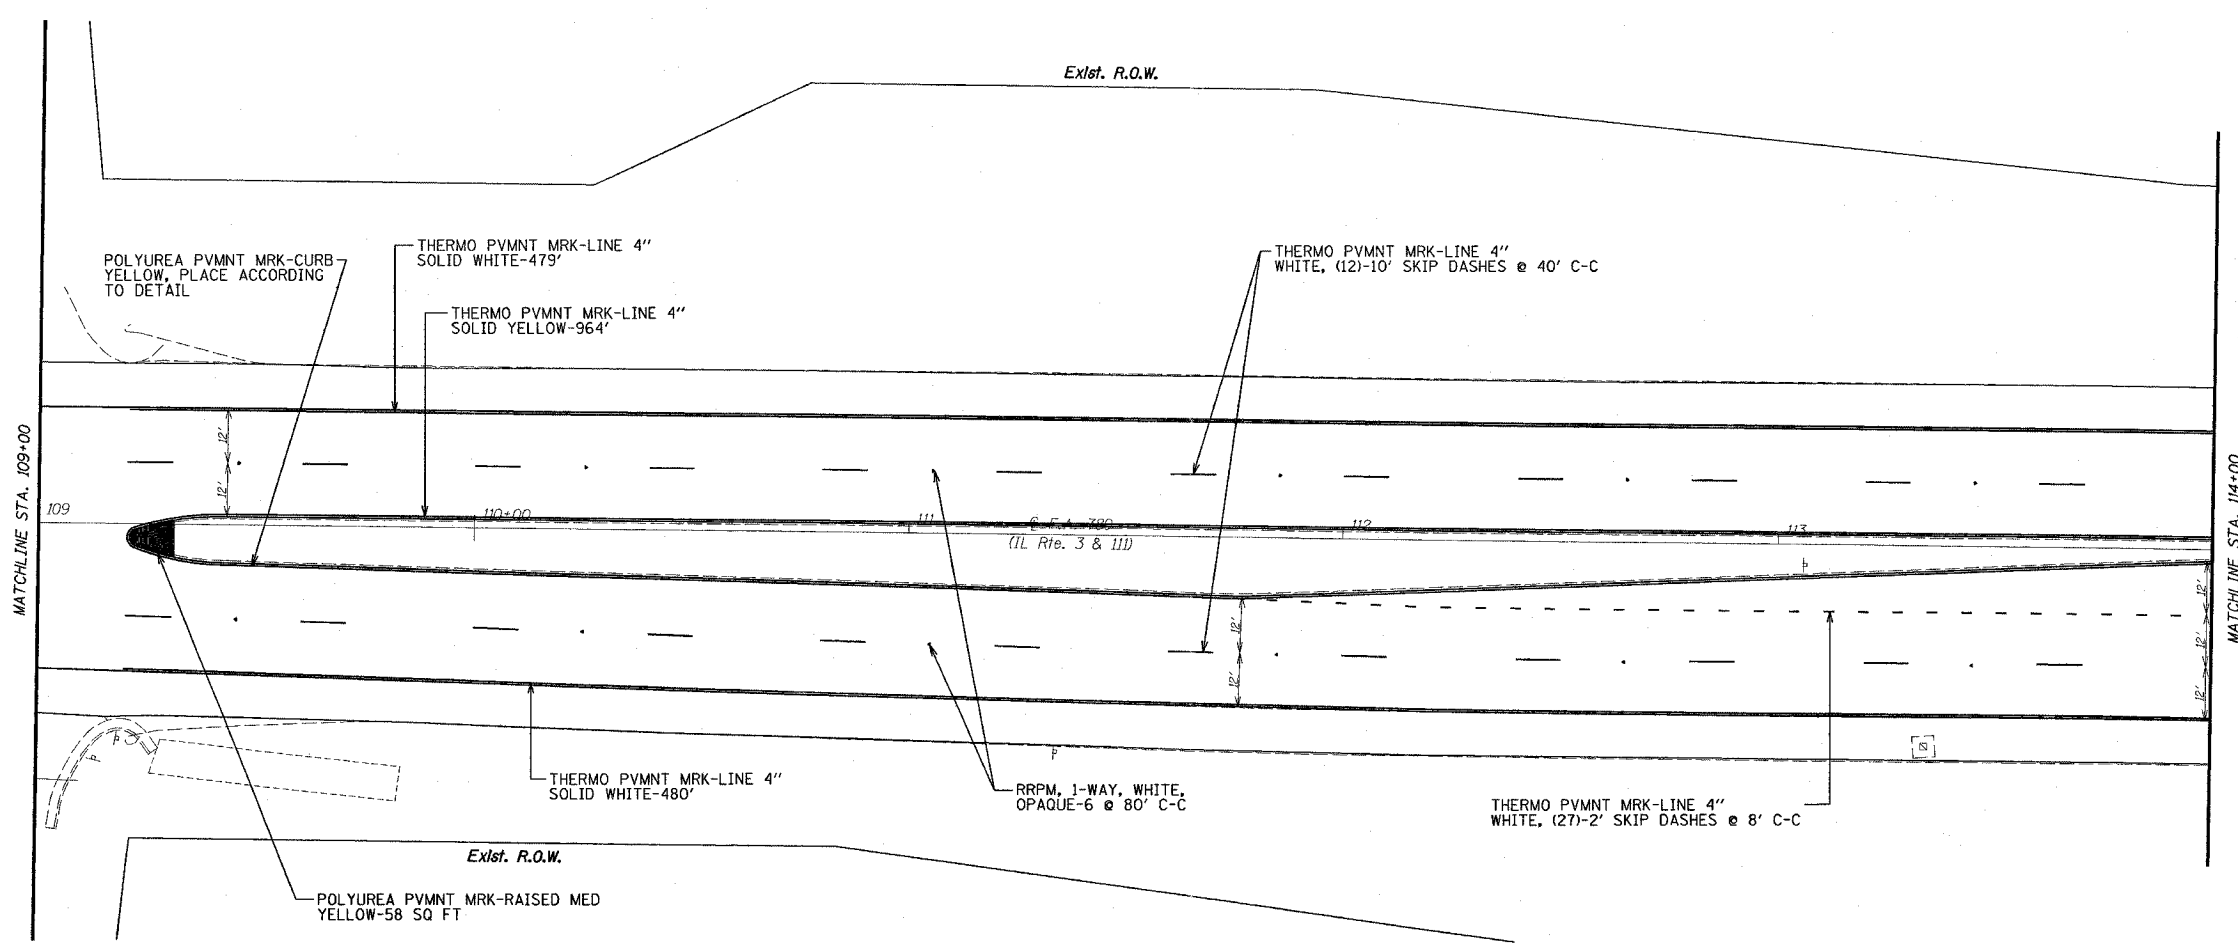 Exist. R.O.W.
THERMO PVMNT MRK-LINE 4"
SOLID WHITE-479'
POLYUREA PVMNT MRK-CURB
YELLOW, PLACE ACCORDING
TO DETAIL
THERMO PVMNT MRK-LINE 4"
SOLID YELLOW-964'
THERMO PVMNT MRK-LINE 4"
WHITE, (12)-10' SKIP DASHES @ 40' C-C
MATCHLINE STA. 109+00
12'
12'
109
110+00
111
℄ F.A. 789
(IL Rte. 3 & 111)
112
113
MATCHLINE STA. 114+00
12'
12'
12'
12'
12'
THERMO PVMNT MRK-LINE 4"
SOLID WHITE-480'
RRPM, 1-WAY, WHITE,
OPAQUE-6 @ 80' C-C
THERMO PVMNT MRK-LINE 4"
WHITE, (27)-2' SKIP DASHES @ 8' C-C
Exist. R.O.W.
POLYUREA PVMNT MRK-RAISED MED
YELLOW-58 SQ FT